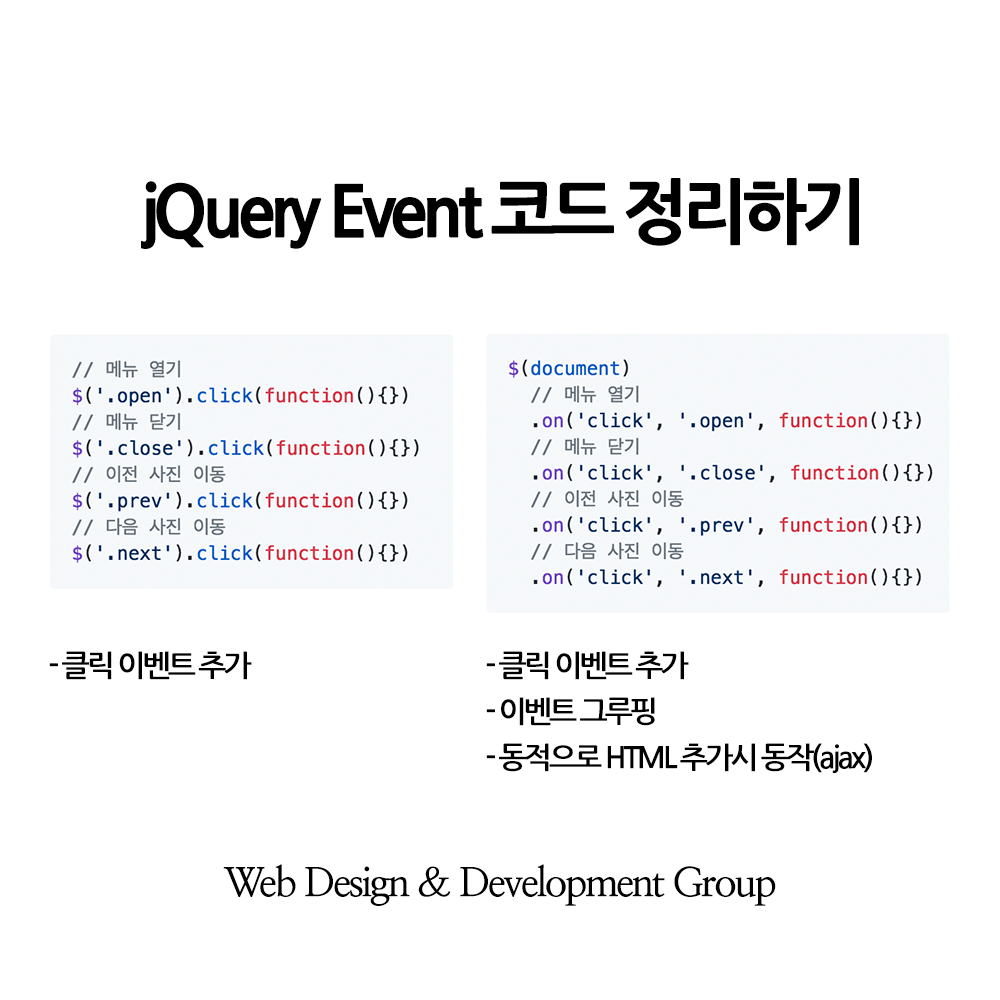 jQuery Event 코드 정리하기
// 메뉴 열기
$('.open').click(function(){})
// 메뉴 닫기
$('.close').click(function(){})
// 이전 사진 이동
$('.prev').click(function(){})
// 다음 사진 이동
$('.next').click(function(){})
- 클릭 이벤트 추가
$(document)
// 메뉴 열기
.on('click', '.open', function(){})
// 메뉴 닫기
.on('click', '.close', function(){})
// 이전 사진 이동
.on('click', '.prev', function(){})
// 다음 사진 이동
.on('click', '.next', function(){})
- 클릭 이벤트 추가
- 이벤트 그루핑
- 동적으로 HTML 추가시 동작(ajax)
Web Design & Development Group